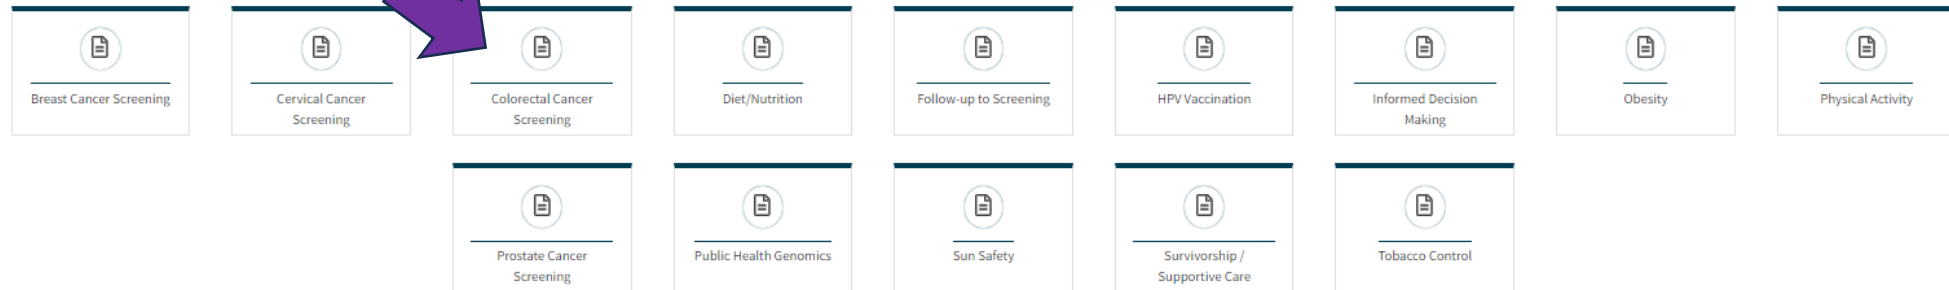 Breast Cancer Screening
Cervical Cancer
Screening
Colorectal Cancer
Screening
Diet/Nutrition
Follow-up to Screening
HPV Vaccination
Informed Decision
Making
Obesity
Physical Activity
Prostate Cancer
Screening
Public Health Genomics
Sun Safety
Survivorship /
Supportive Care
Tobacco Control